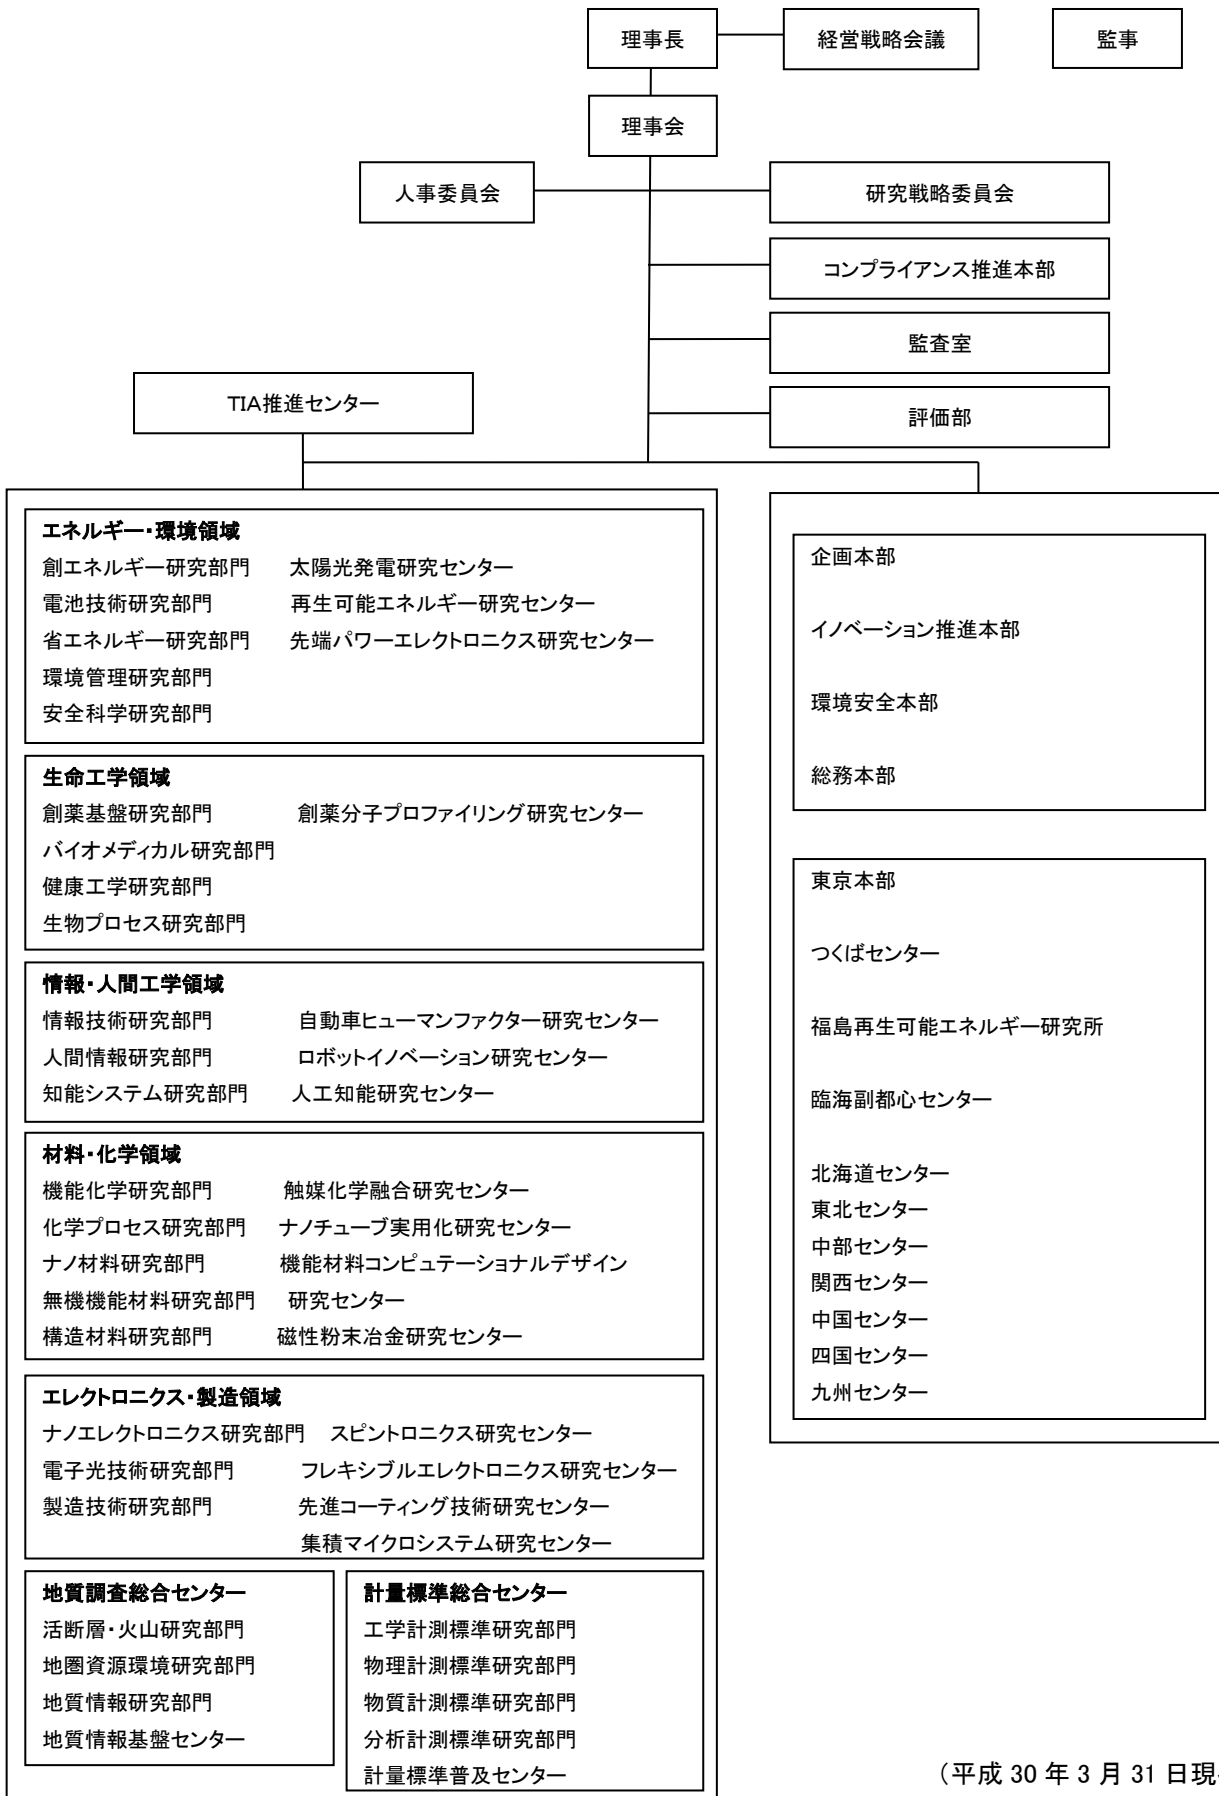 理事長
経営戦略会議
監事
理事会
人事委員会
研究戦略委員会
コンプライアンス推進本部
監査室
評価部
TIA推進センター
エネルギー・環境領域
創エネルギー研究部門 太陽光発電研究センター
電池技術研究部門 再生可能エネルギー研究センター
省エネルギー研究部門 先端パワーエレクトロニクス研究センター
環境管理研究部門
安全科学研究部門
生命工学領域
創薬基盤研究部門 創薬分子プロファイリング研究センター
バイオメディカル研究部門
健康工学研究部門
生物プロセス研究部門
情報・人間工学領域
情報技術研究部門 自動車ヒューマンファクター研究センター
人間情報研究部門 ロボットイノベーション研究センター
知能システム研究部門 人工知能研究センター
材料・化学領域
機能化学研究部門 触媒化学融合研究センター
化学プロセス研究部門 ナノチューブ実用化研究センター
ナノ材料研究部門 機能材料コンピュテーショナルデザイン
無機機能材料研究部門 研究センター
構造材料研究部門 磁性粉末冶金研究センター
エレクトロニクス・製造領域
ナノエレクトロニクス研究部門 スピントロニクス研究センター
電子光技術研究部門 フレキシブルエレクトロニクス研究センター
製造技術研究部門 先進コーティング技術研究センター
集積マイクロシステム研究センター
地質調査総合センター
活断層・火山研究部門
地圏資源環境研究部門
地質情報研究部門
地質情報基盤センター
計量標準総合センター
工学計測標準研究部門
物理計測標準研究部門
物質計測標準研究部門
分析計測標準研究部門
計量標準普及センター
企画本部
イノベーション推進本部
環境安全本部
総務本部
東京本部
つくばセンター
福島再生可能エネルギー研究所
臨海副都心センター
北海道センター
東北センター
中部センター
関西センター
中国センター
四国センター
九州センター
（平成 30 年 3 月 31 日現